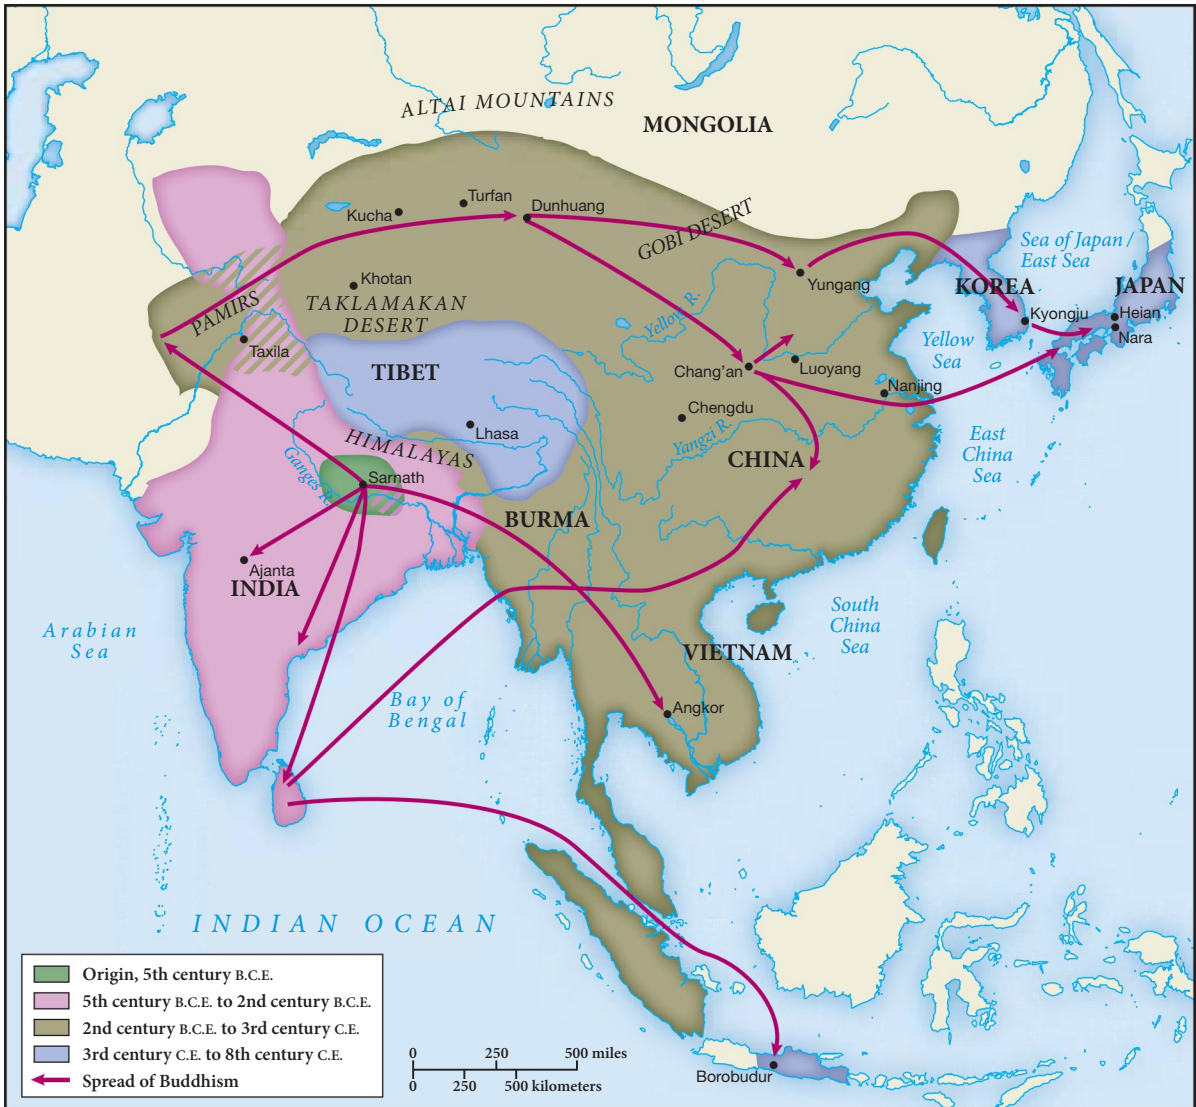 ALTAI MOUNTAINS
MONGOLIA
Turfan
Kucha
Dunhuang
GOBI DESERT
Sea of Japan /
East Sea
Khotan
Yungang
KOREA
JAPAN
PAMIRS
TAKLAMAKAN
DESERT
Yellow R.
Kyongju
Heian
Nara
Taxila
Yellow
Sea
TIBET
Chang'an
Luoyang
Nanjing
Chengdu
Lhasa
Yangzi R.
HIMALAYAS
CHINA
East
China
Sea
Ganges R.
Sarnath
BURMA
Ajanta
INDIA
Arabian
Sea
South
China
Sea
VIETNAM
Bay of
Bengal
Angkor
INDIAN OCEAN
Origin, 5th century B.C.E.
5th century B.C.E. to 2nd century B.C.E.
2nd century B.C.E. to 3rd century C.E.
3rd century C.E. to 8th century C.E.
Spread of Buddhism
0 250 500 miles
0 250 500 kilometers
Borobudur